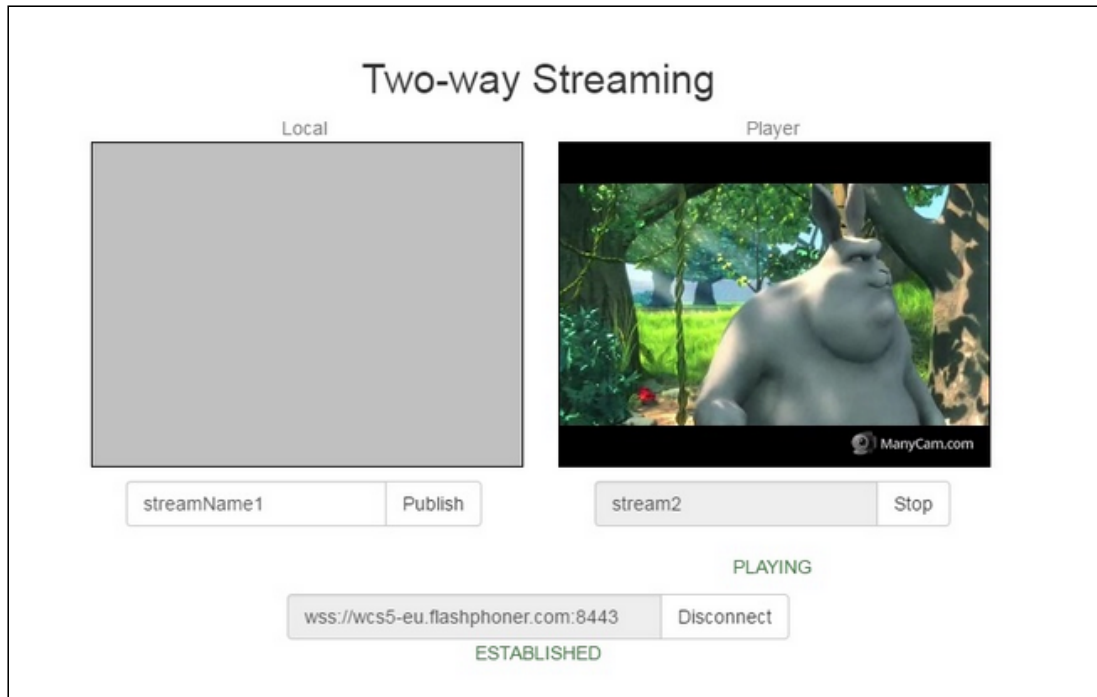 Two-way Streaming
Local
Player
ManyCam.com
streamName1
Publish
stream2
Stop
PLAYING
wss://wcs5-eu.flashphoner.com:8443
Disconnect
ESTABLISHED